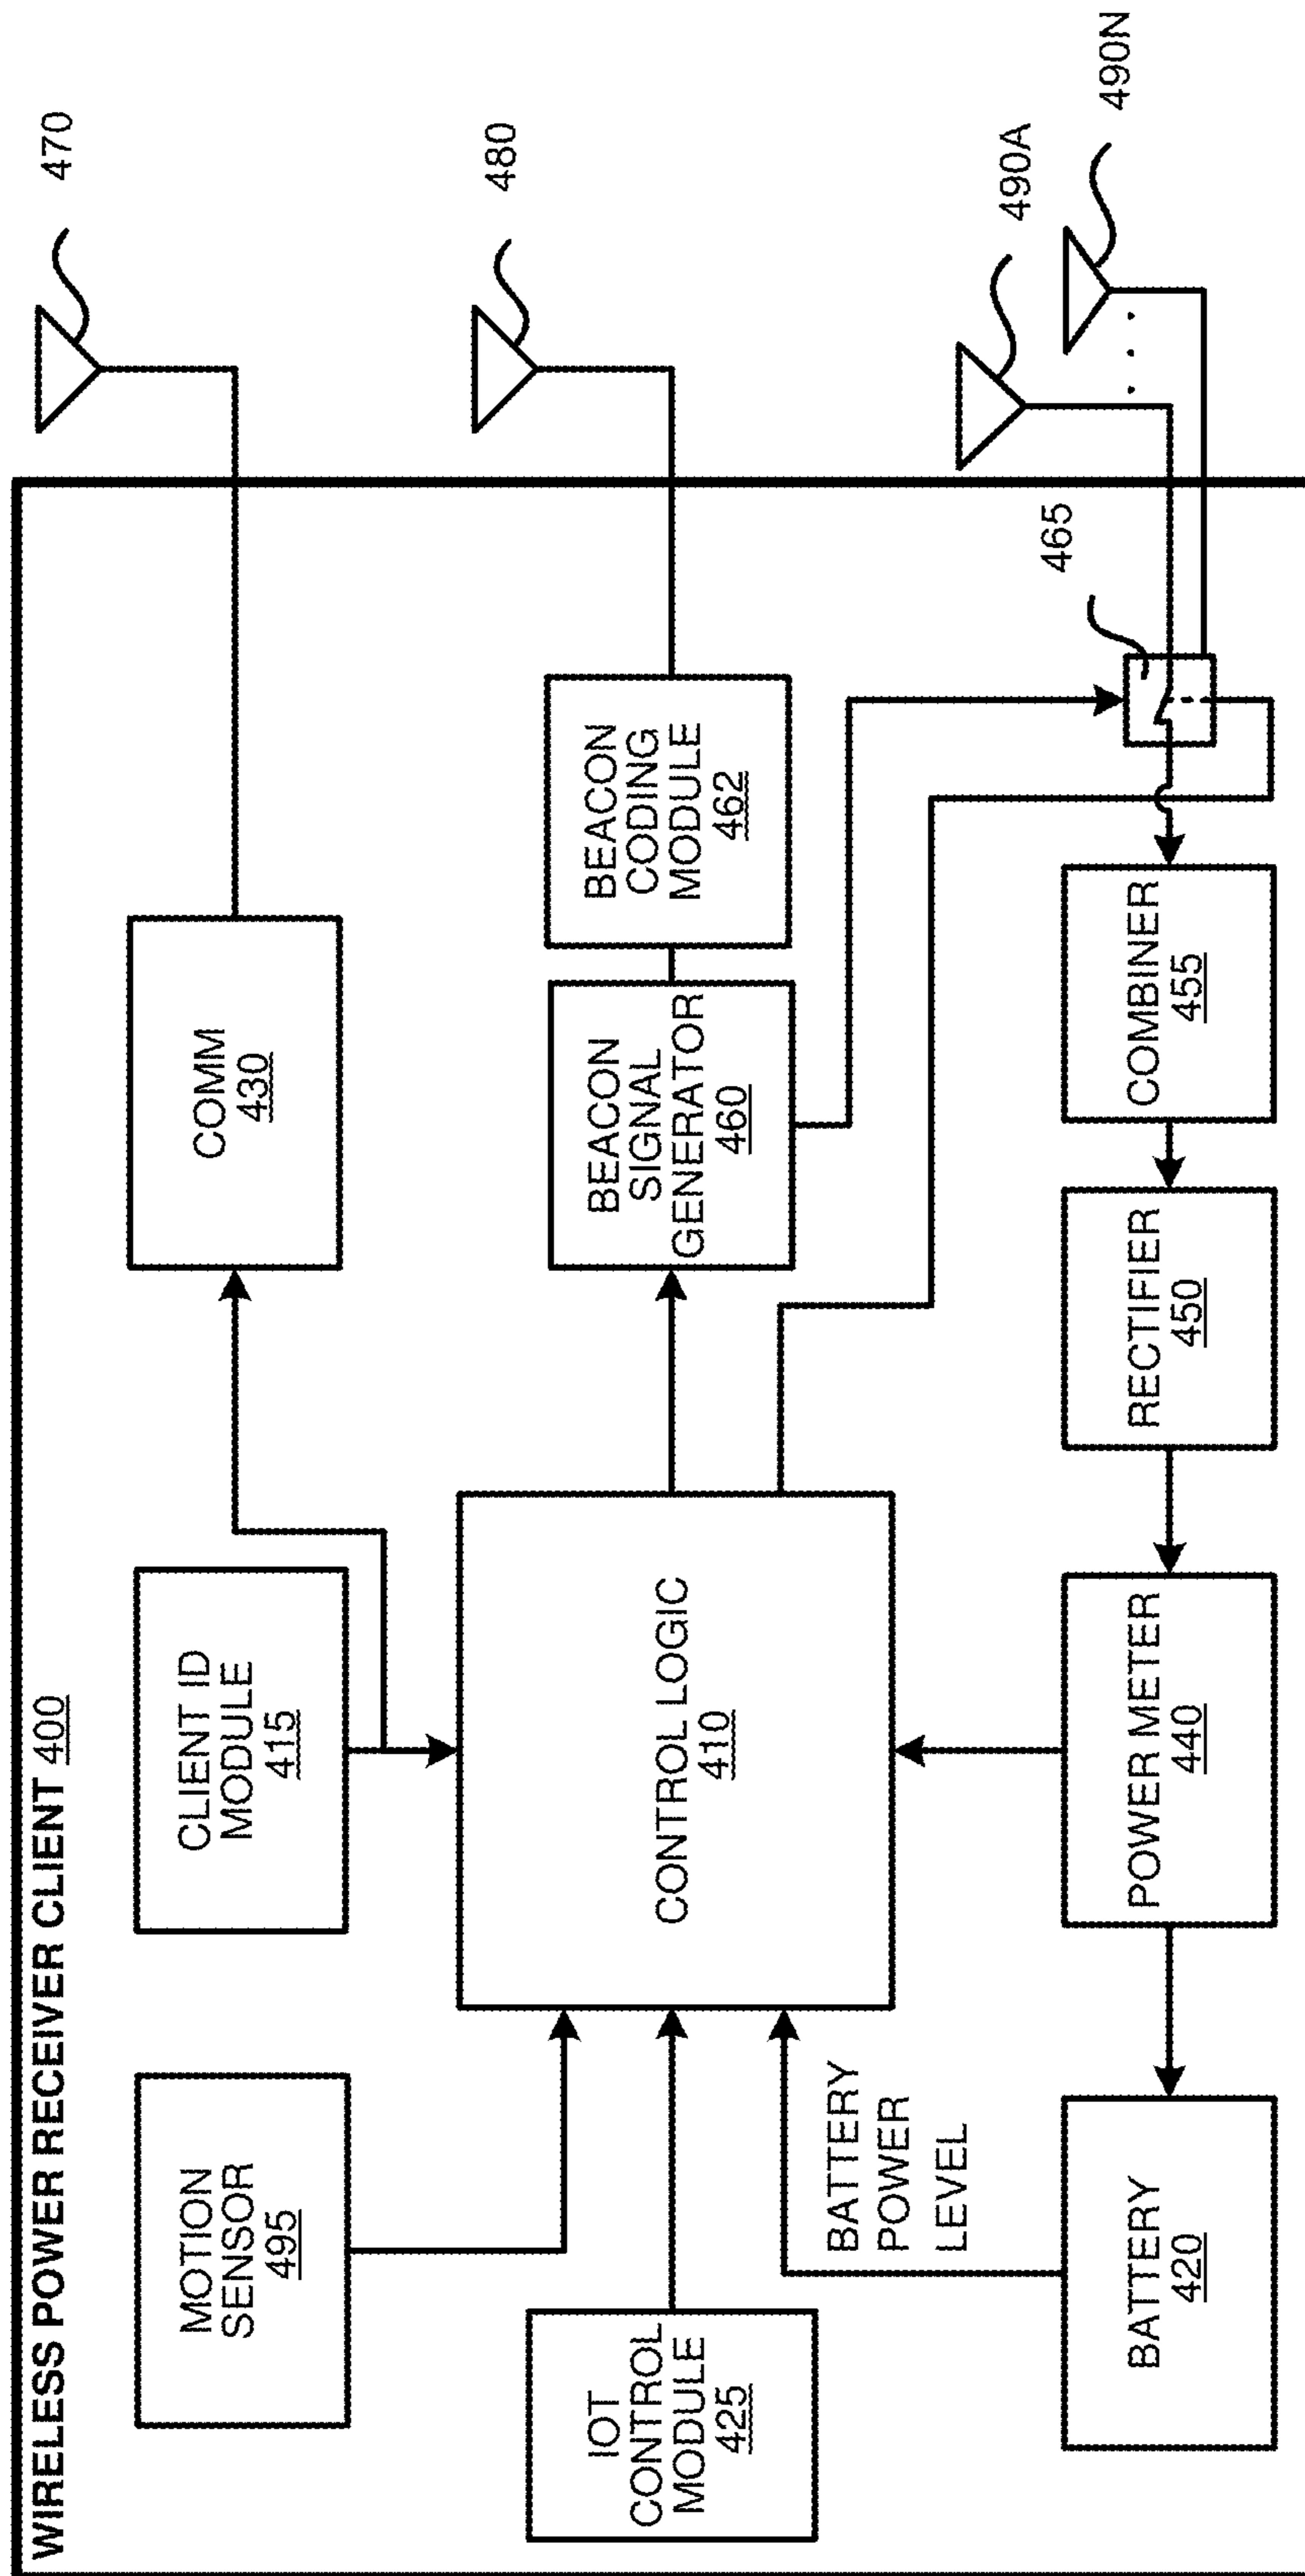 WIRELESS POWER RECEIVER CLIENT 400
MOTION
SENSOR
495
CLIENT ID
MODULE
415
COMM
430
470
IOT
CONTROL
MODULE
425
CONTROL LOGIC
410
BEACON
SIGNAL
GENERATOR
460
BEACON
CODING
MODULE
462
480
BATTERY
POWER
LEVEL
465
490A
490N
BATTERY
420
POWER METER
440
RECTIFIER
450
COMBINER
455